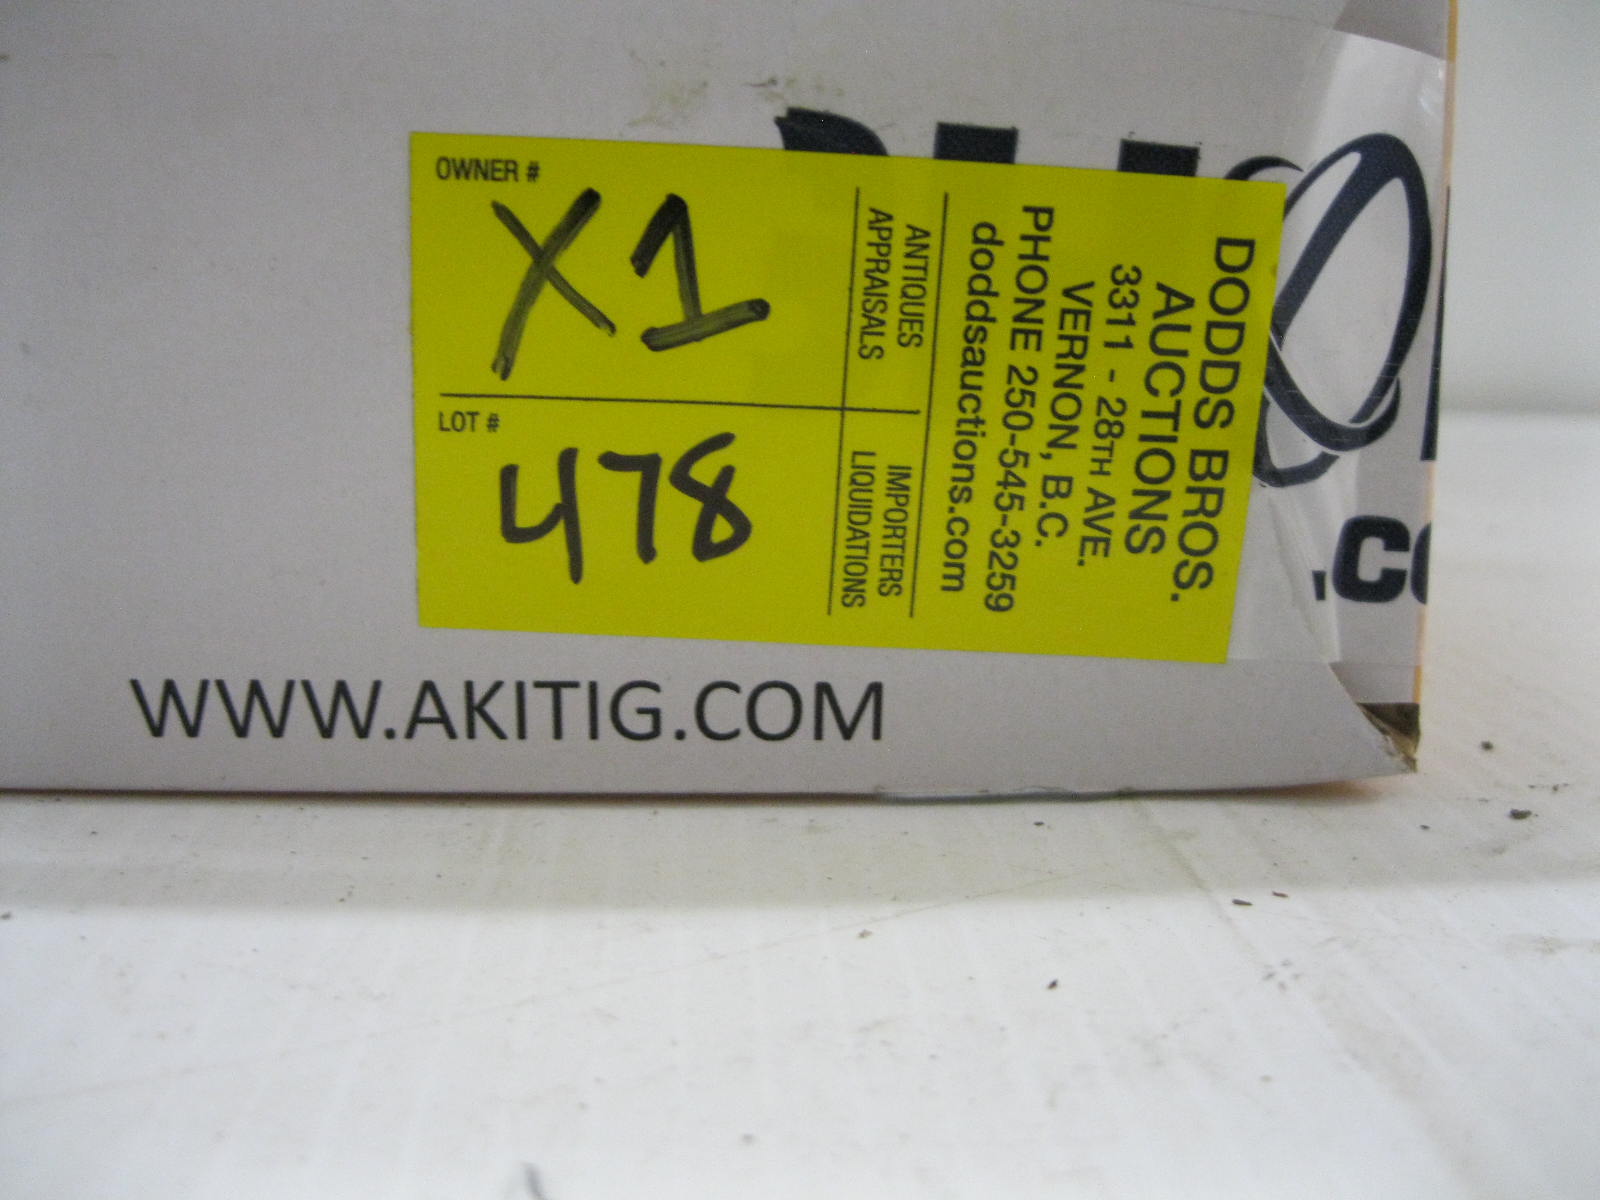 OWNER #
X1
LOT #
478
ANTIQUES
APPRAISALS
IMPORTERS
LIQUIDATIONS
DODDS BROS.
AUCTIONS
3311 - 28TH AVE.
VERNON, B.C.
PHONE 250-545-3259
doddsauctions.com
WWW.AKITIG.COM